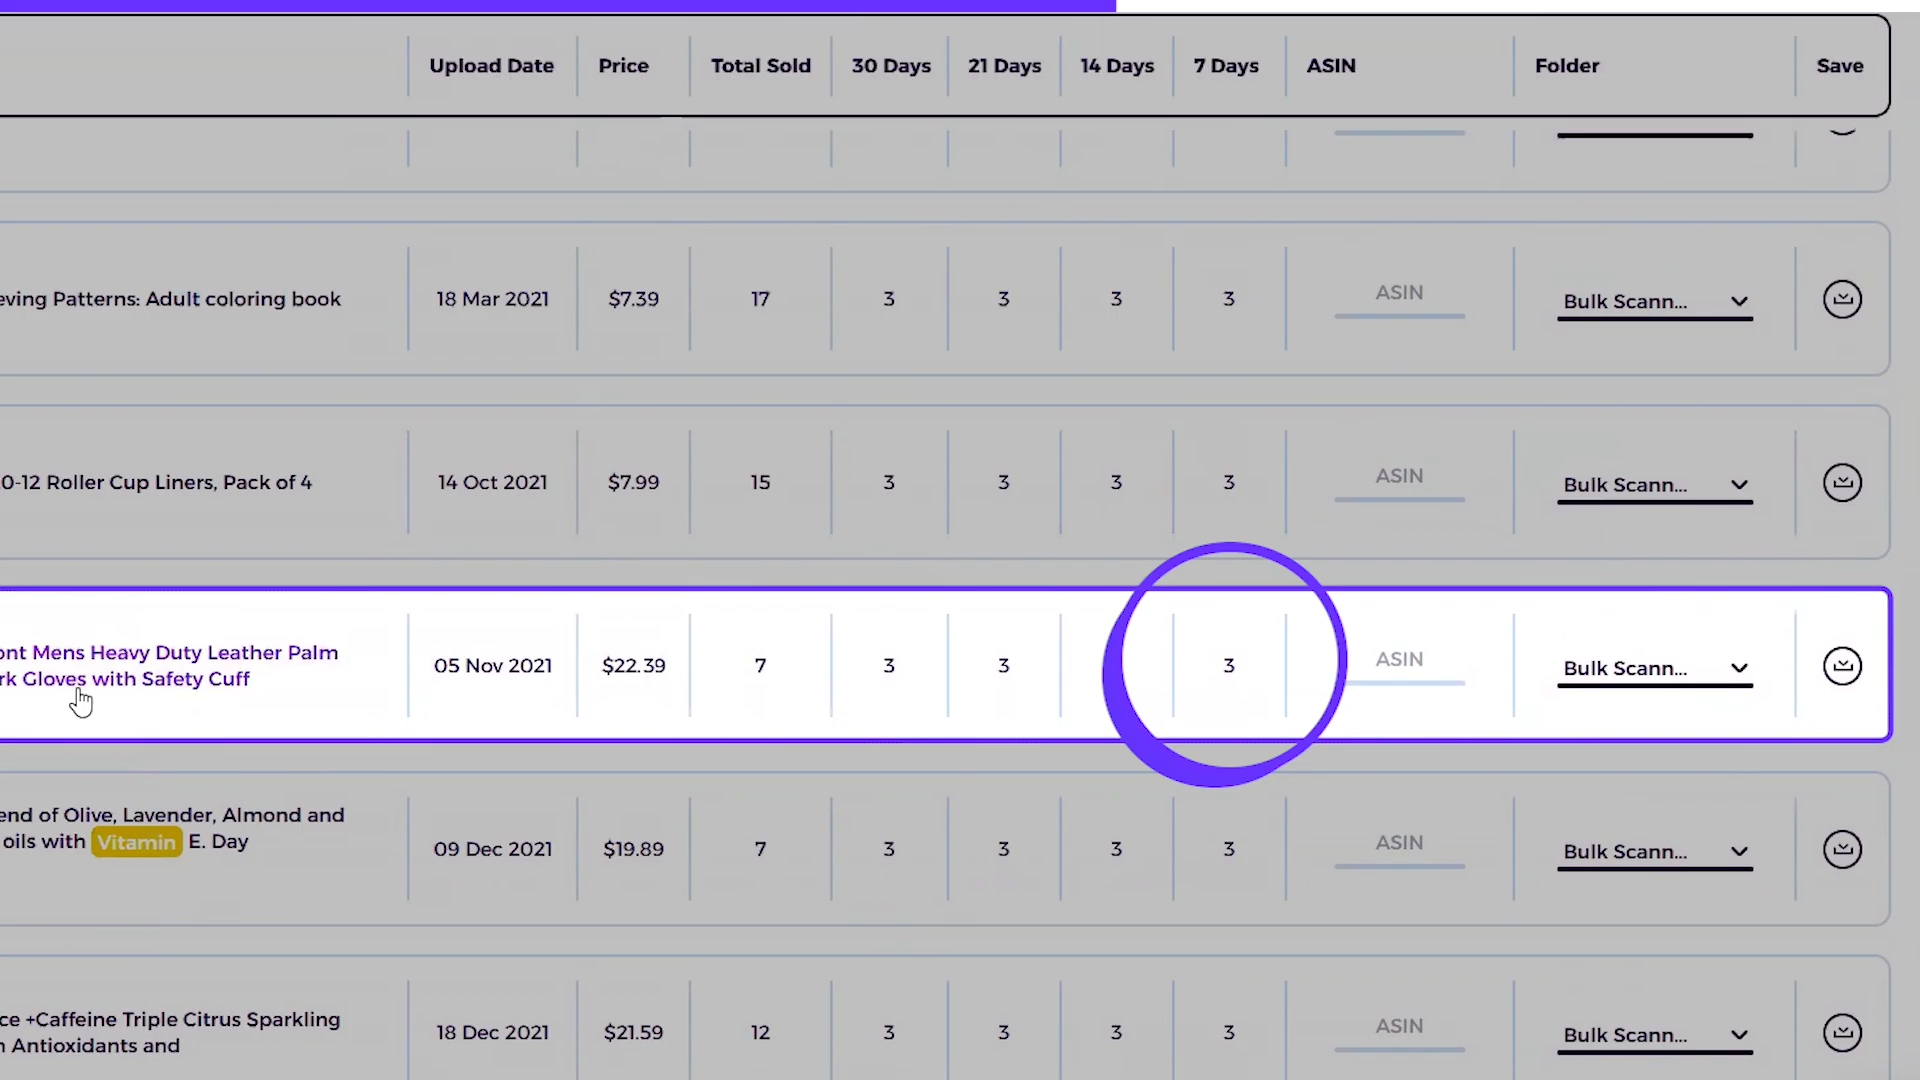 Upload Date Price Total Sold 30 Days 21 Days 14 Days 7 Days ASIN Folder Save
eving Patterns: Adult coloring book 18 Mar 2021 $7.39 17 3 3 3 3 ASIN Bulk Scann...
0-12 Roller Cup Liners, Pack of 4 14 Oct 2021 $7.99 15 3 3 3 3 ASIN Bulk Scann...
ont Mens Heavy Duty Leather Palm
rk Gloves with Safety Cuff 05 Nov 2021 $22.39 7 3 3 3 ASIN Bulk Scann...
end of Olive, Lavender, Almond and
oils with Vitamin E. Day 09 Dec 2021 $19.89 7 3 3 3 3 ASIN Bulk Scann...
ce +Caffeine Triple Citrus Sparkling
n Antioxidants and 18 Dec 2021 $21.59 12 3 3 3 3 ASIN Bulk Scann...